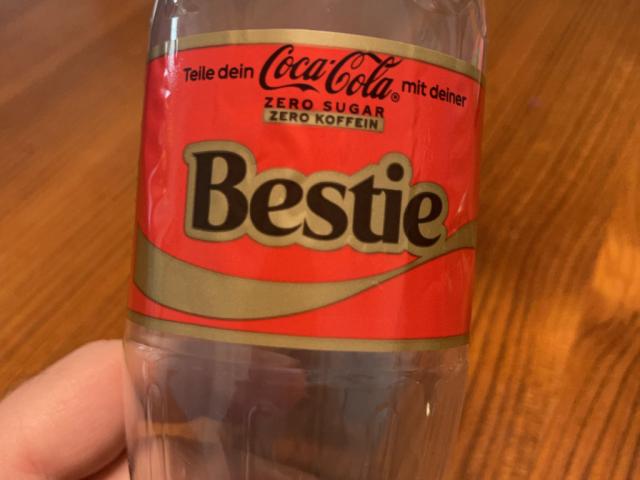 Teile dein Coca-Cola® mit deiner
ZERO SUGAR
ZERO KOFFEIN
Bestie